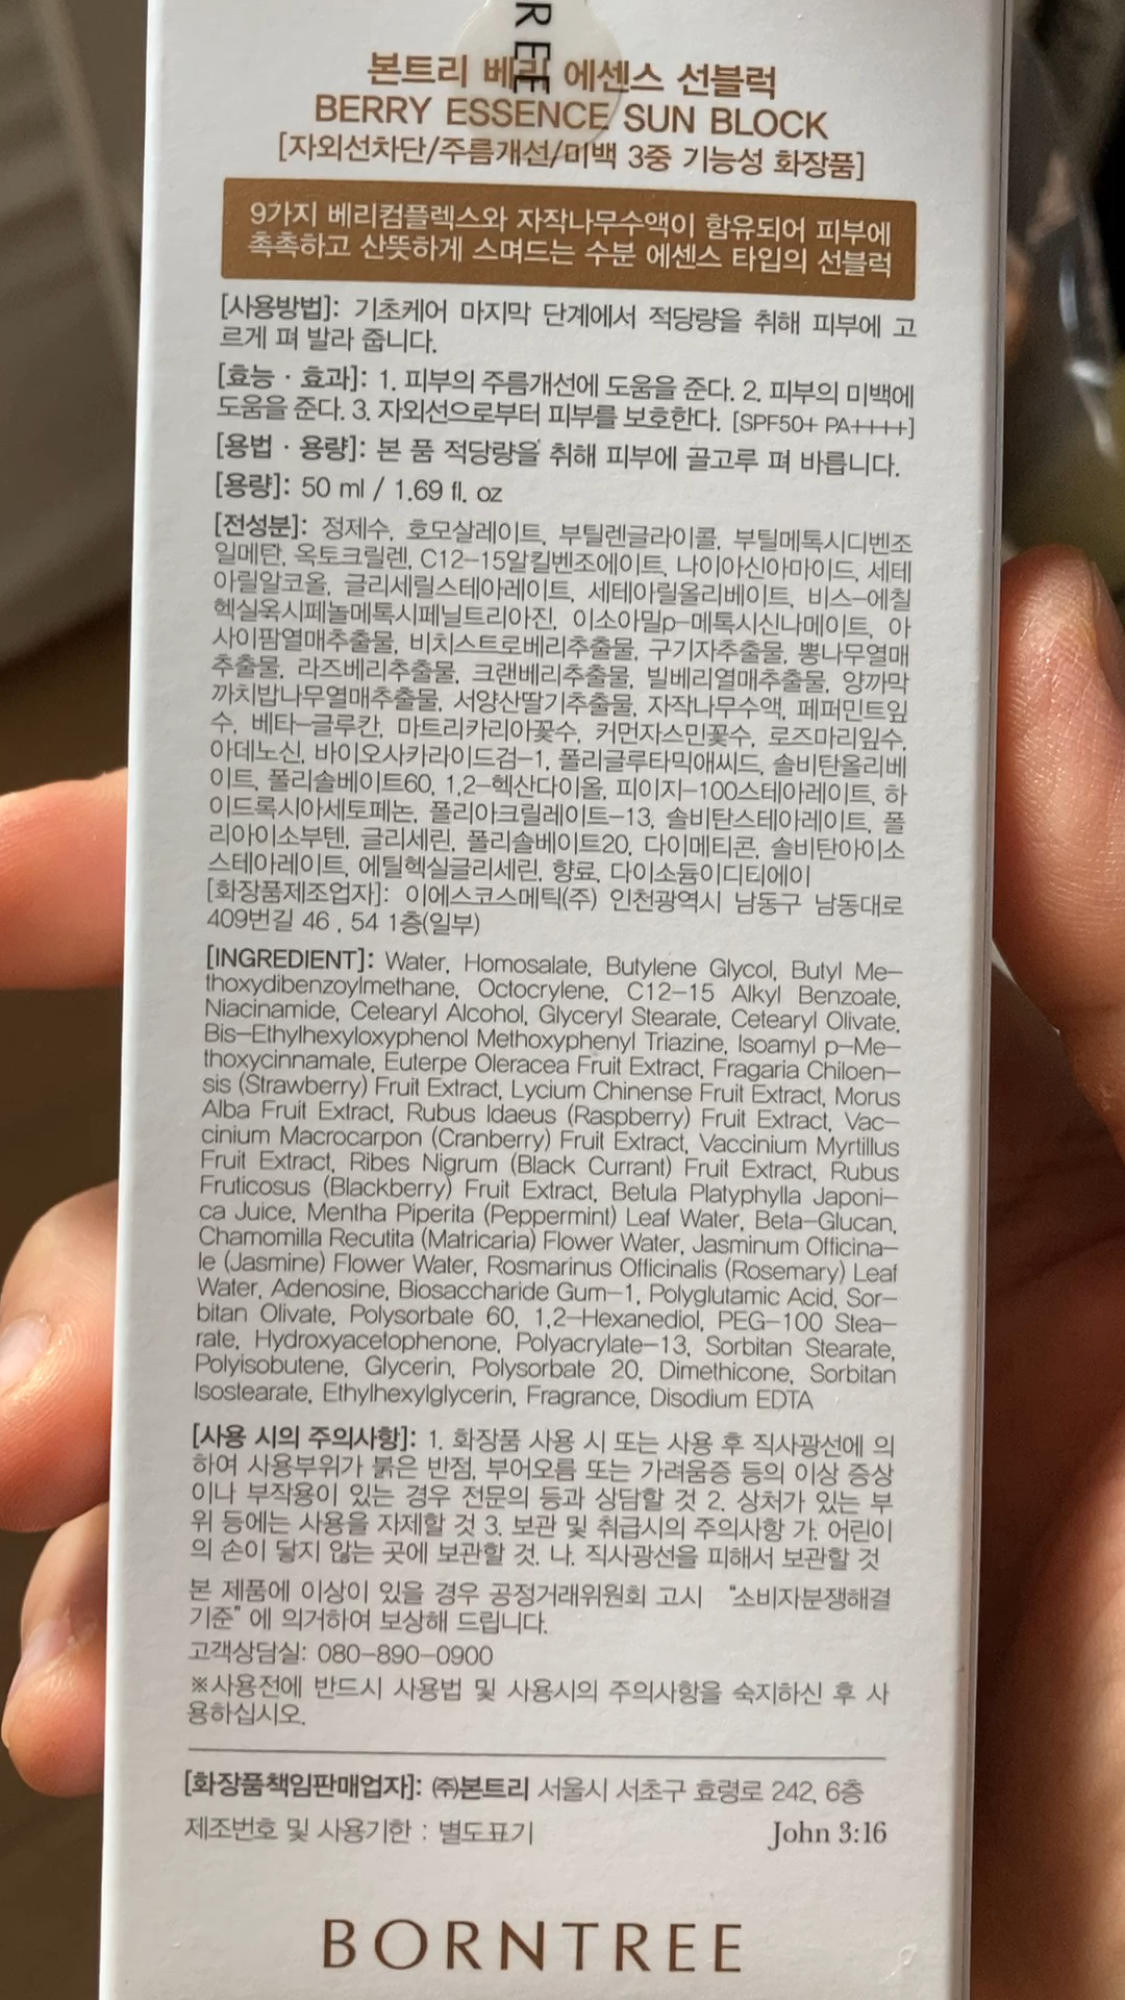 REE
본트리 베리 에센스 선블럭
BERRY ESSENCE SUN BLOCK
[자외선차단/주름개선/미백 3중 기능성 화장품]
9가지 베리컴플렉스와 자작나무수액이 함유되어 피부에
촉촉하고 산뜻하게 스며드는 수분 에센스 타입의 선블럭
[사용방법]: 기초케어 마지막 단계에서 적당량을 취해 피부에 고
르게 펴 발라 줍니다.
[효능 · 효과]: 1. 피부의 주름개선에 도움을 준다. 2. 피부의 미백에
도움을 준다. 3. 자외선으로부터 피부를 보호한다. [SPF50+ PA++++]
[용법 · 용량]: 본 품 적당량을 취해 피부에 골고루 펴 바릅니다.
[용량]: 50 ml / 1.69 fl. oz
[전성분]: 정제수, 호모살레이트, 부틸렌글라이콜, 부틸메톡시디벤조
일메탄, 옥토크릴렌, C12-15알킬벤조에이트, 나이아신아마이드, 세테
아릴알코올, 글리세릴스테아레이트, 세테아릴올리베이트, 비스-에칠
헥실옥시페놀메톡시페닐트리아진, 이소아밀p-메톡시신나메이트, 아
사이팜열매추출물, 비치스트로베리추출물, 구기자추출물, 뽕나무열매
추출물, 라즈베리추출물, 크랜베리추출물, 빌베리열매추출물, 양까막
까치밥나무열매추출물, 서양산딸기추출물, 자작나무수액, 페퍼민트잎
수, 베타-글루칸, 마트리카리아꽃수, 커먼자스민꽃수, 로즈마리잎수,
아데노신, 바이오사카라이드검-1, 폴리글루타믹애씨드, 솔비탄올리베
이트, 폴리솔베이트60, 1,2-헥산다이올, 피이지-100스테아레이트, 하
이드록시아세토페논, 폴리아크릴레이트-13, 솔비탄스테아레이트, 폴
리아이소부텐, 글리세린, 폴리솔베이트20, 다이메티콘, 솔비탄아이소
스테아레이트, 에틸헥실글리세린, 향료, 다이소듐이디티에이
[화장품제조업자]: 이에스코스메틱(주) 인천광역시 남동구 남동대로
409번길 46 , 54 1층(일부)
[INGREDIENT]: Water, Homosalate, Butylene Glycol, Butyl Me-
thoxydibenzoylmethane, Octocrylene, C12-15 Alkyl Benzoate,
Niacinamide, Cetearyl Alcohol, Glyceryl Stearate, Cetearyl Olivate,
Bis-Ethylhexyloxyphenol Methoxyphenyl Triazine, Isoamyl p-Me-
thoxycinnamate, Euterpe Oleracea Fruit Extract, Fragaria Chiloen-
sis (Strawberry) Fruit Extract, Lycium Chinense Fruit Extract, Morus
Alba Fruit Extract, Rubus Idaeus (Raspberry) Fruit Extract, Vac-
cinium Macrocarpon (Cranberry) Fruit Extract, Vaccinium Myrtillus
Fruit Extract, Ribes Nigrum (Black Currant) Fruit Extract, Rubus
Fruticosus (Blackberry) Fruit Extract, Betula Platyphylla Japoni-
ca Juice, Mentha Piperita (Peppermint) Leaf Water, Beta-Glucan,
Chamomilla Recutita (Matricaria) Flower Water, Jasminum Officina-
le (Jasmine) Flower Water, Rosmarinus Officinalis (Rosemary) Leaf
Water, Adenosine, Biosaccharide Gum-1, Polyglutamic Acid, Sor-
bitan Olivate, Polysorbate 60, 1,2-Hexanediol, PEG-100 Stea-
rate, Hydroxyacetophenone, Polyacrylate-13, Sorbitan Stearate,
Polyisobutene, Glycerin, Polysorbate 20, Dimethicone, Sorbitan
Isostearate, Ethylhexylglycerin, Fragrance, Disodium EDTA
[사용 시의 주의사항]: 1. 화장품 사용 시 또는 사용 후 직사광선에 의
하여 사용부위가 붉은 반점, 부어오름 또는 가려움증 등의 이상 증상
이나 부작용이 있는 경우 전문의 등과 상담할 것 2. 상처가 있는 부
위 등에는 사용을 자제할 것 3. 보관 및 취급시의 주의사항 가. 어린이
의 손이 닿지 않는 곳에 보관할 것. 나. 직사광선을 피해서 보관할 것
본 제품에 이상이 있을 경우 공정거래위원회 고시 "소비자분쟁해결
기준" 에 의거하여 보상해 드립니다.
고객상담실: 080-890-0900
※사용전에 반드시 사용법 및 사용시의 주의사항을 숙지하신 후 사
용하십시오.
[화장품책임판매업자]: ㈜본트리 서울시 서초구 효령로 242, 6층
제조번호 및 사용기한 : 별도표기
John 3:16
BORNTREE